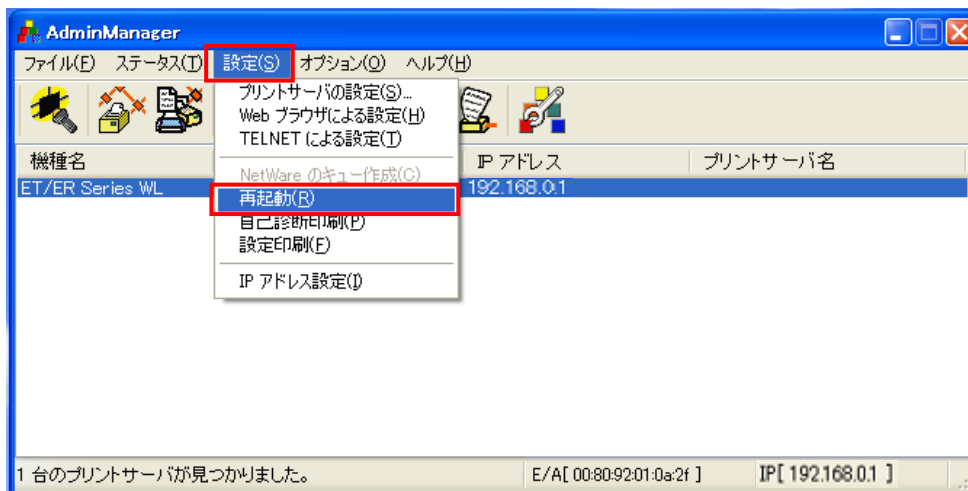 AdminManager
ファイル(F) ステータス(T) 設定(S) オプション(O) ヘルプ(H)
プリントサーバの設定(S)...
Web ブラウザによる設定(H)
TELNET による設定(T)
機種名 IP アドレス プリントサーバ名
NetWare のキュー作成(C)
ET/ER Series WL 192.168.0.1
再起動(R)
自己診断印刷(P)
設定印刷(F)
IP アドレス設定(I)
1 台のプリントサーバが見つかりました。 E/A[ 00:80:92:01:0a:2f ] IP[ 192.168.0.1 ]